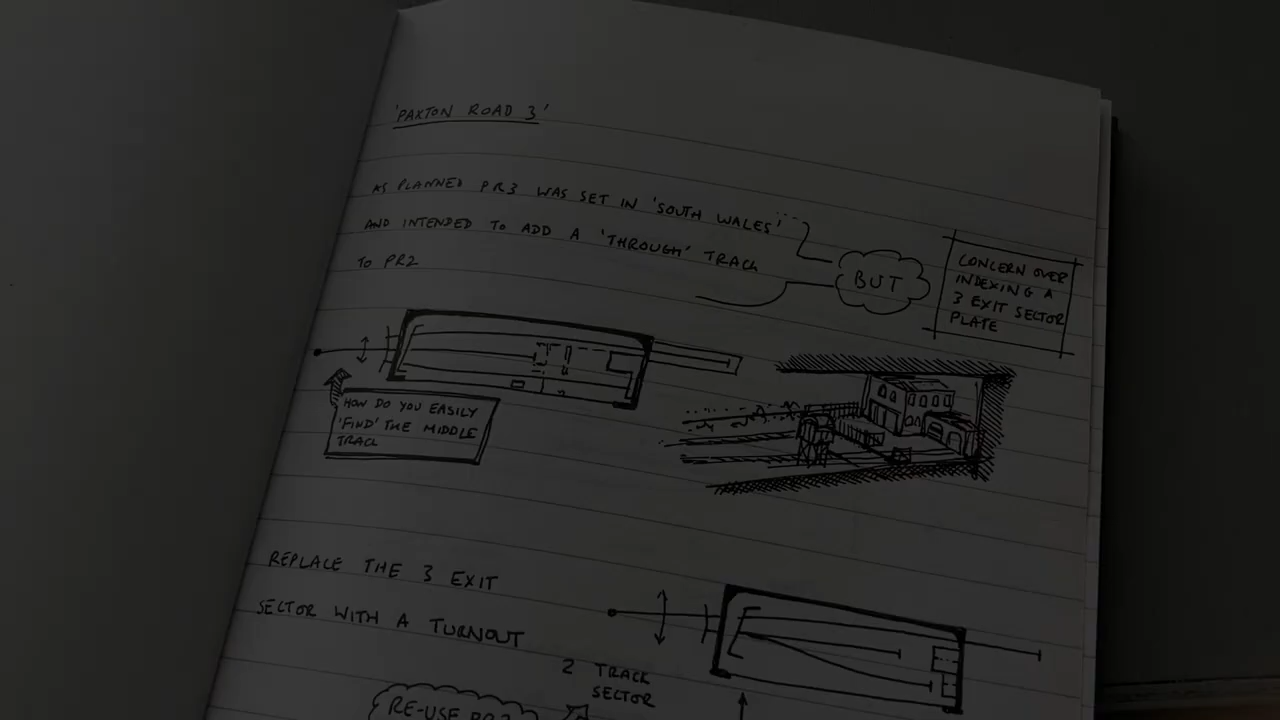 'PAXTON ROAD 3'
AS PLANNED PR3 WAS SET IN 'SOUTH WALES'
AND INTENDED TO ADD A 'THROUGH' TRACK
TO PR2
BUT
CONCERN OVER
INDEXING A
3 EXIT SECTOR
PLATE
HOW DO YOU EASILY
'FIND' THE MIDDLE
TRACK
REPLACE THE 3 EXIT
SECTOR WITH A TURNOUT
2 TRACK
SECTOR
RE-USE PR2